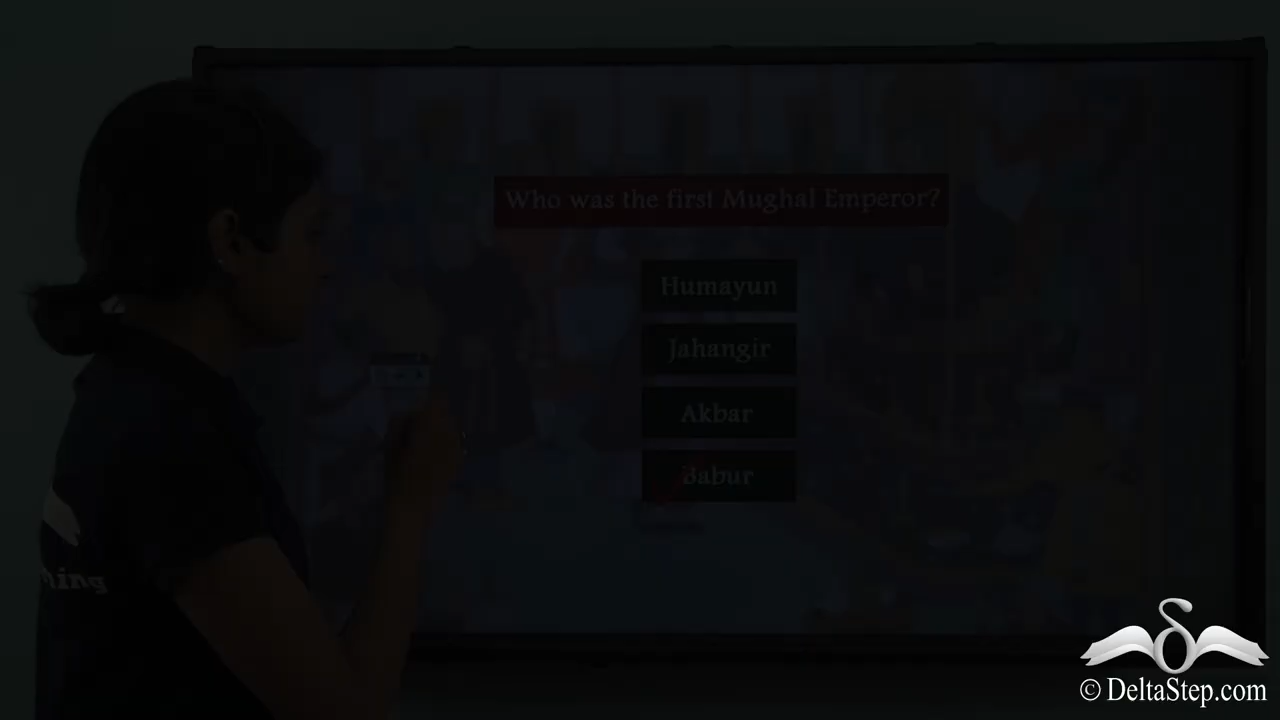 Who was the first Mughal Emperor?
Humayun
Jahangir
Akbar
Babur
© DeltaStep.com